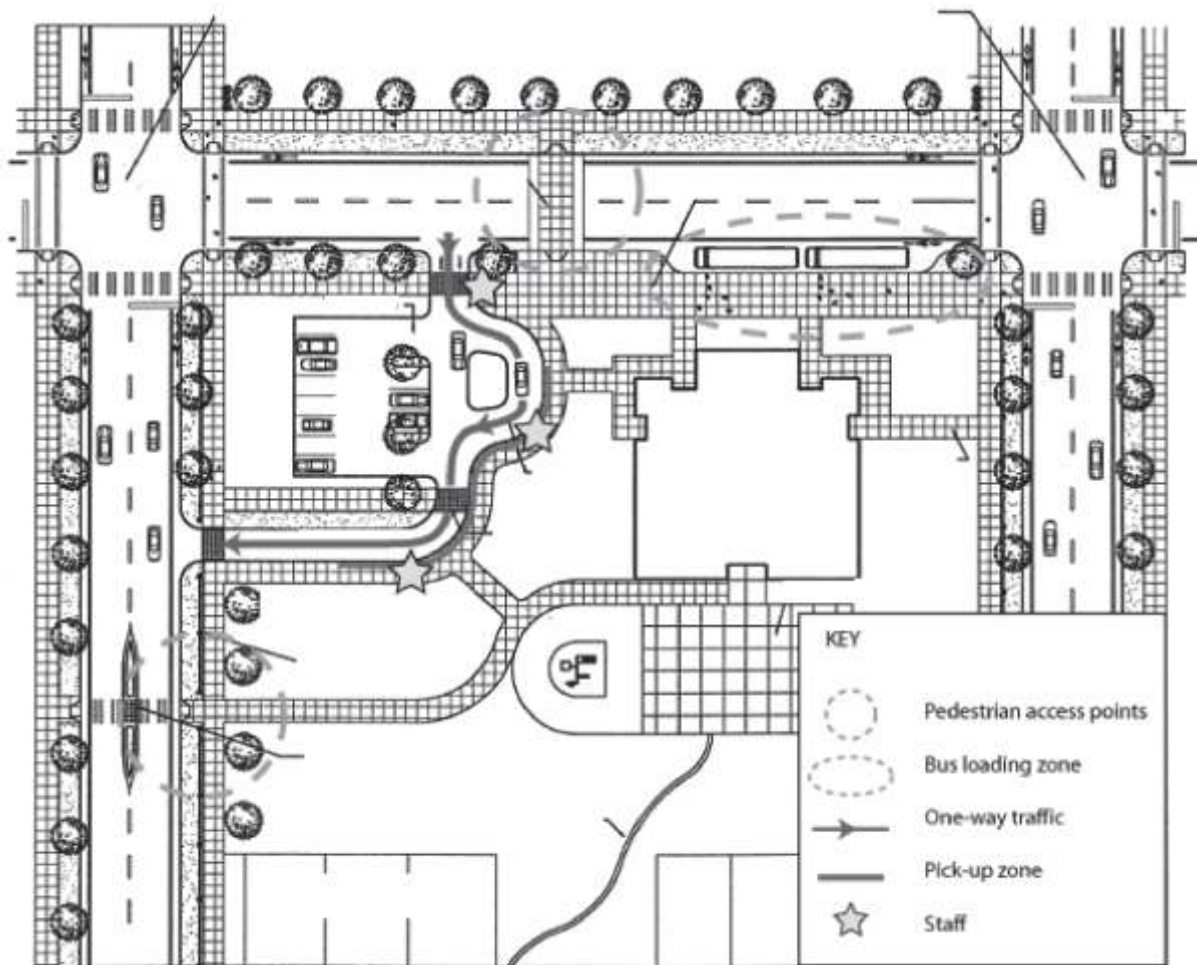 KEY
Pedestrian access points
Bus loading zone
One-way traffic
Pick-up zone
Staff